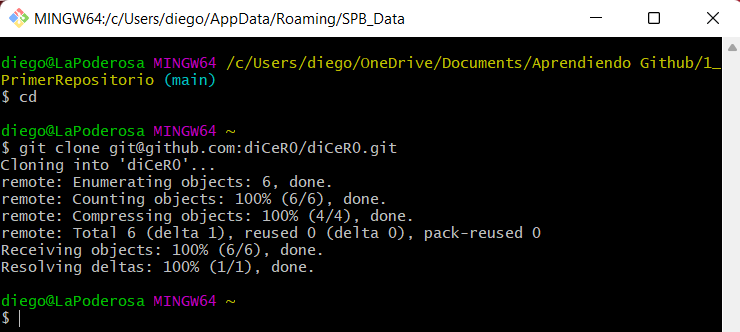 MINGW64:/c/Users/diego/AppData/Roaming/SPB_Data
diego@LaPoderosa MINGW64 /c/Users/diego/OneDrive/Documents/Aprendiendo Github/1_
PrimerRepositorio (main)
$ cd
diego@LaPoderosa MINGW64 ~
$ git clone git@github.com:diCeR0/diCeR0.git
Cloning into 'diCeR0'...
remote: Enumerating objects: 6, done.
remote: Counting objects: 100% (6/6), done.
remote: Compressing objects: 100% (4/4), done.
remote: Total 6 (delta 1), reused 0 (delta 0), pack-reused 0
Receiving objects: 100% (6/6), done.
Resolving deltas: 100% (1/1), done.
diego@LaPoderosa MINGW64 ~
$